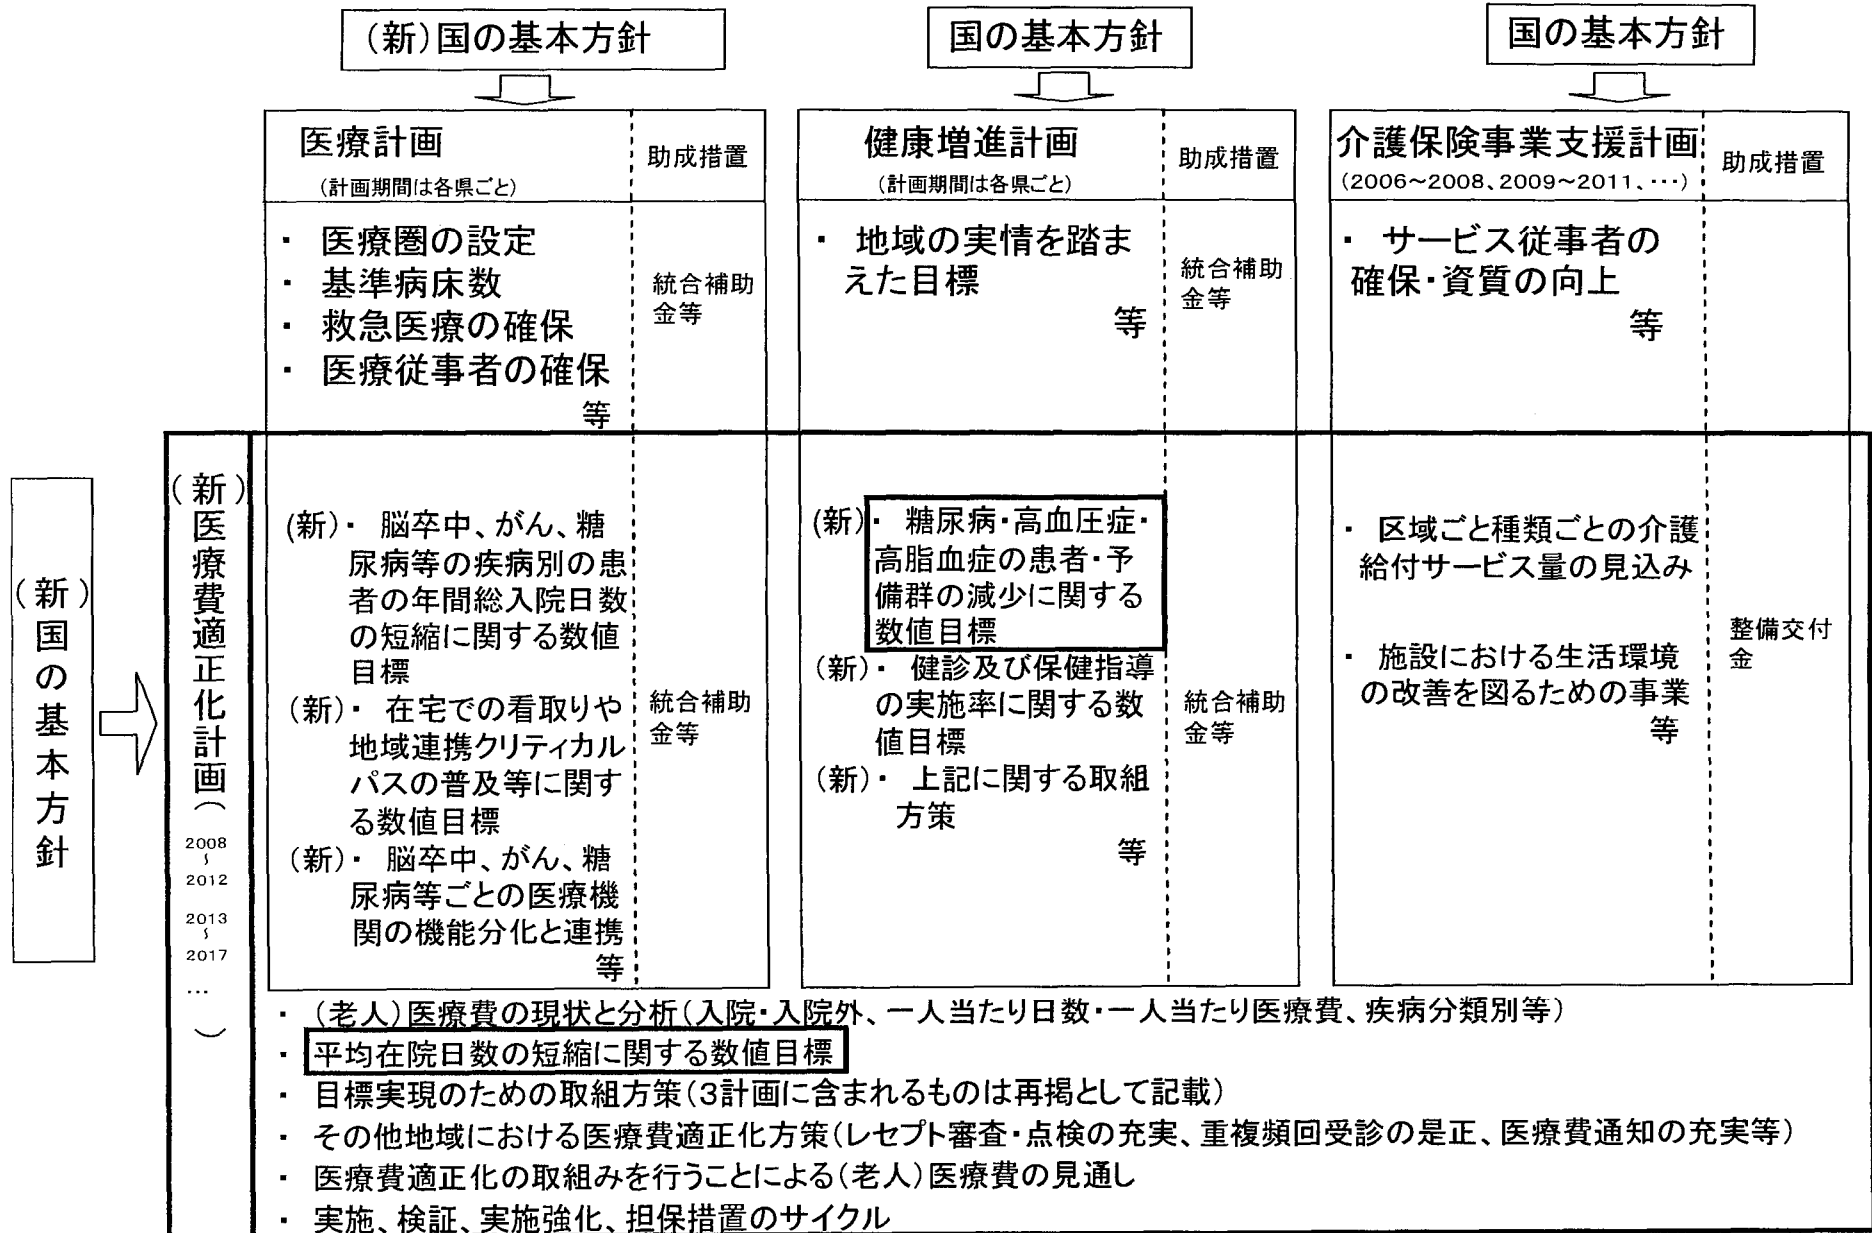 (新)国の基本方針
国の基本方針
国の基本方針
医療計画
(計画期間は各県ごと)
助成措置
健康増進計画
(計画期間は各県ごと)
助成措置
介護保険事業支援計画
(2006~2008、2009~2011、…)
助成措置
・ 医療圏の設定
・ 基準病床数
・ 救急医療の確保
・ 医療従事者の確保
等
統合補助
金等
・ 地域の実情を踏ま
えた目標
等
統合補助
金等
・ サービス従事者の
確保・資質の向上
等
(新)国の基本方針
(新)医療費適正化計画(
2008
~
2012
2013
~
2017
…
)
(新)・ 脳卒中、がん、糖
尿病等の疾病別の患
者の年間総入院日数
の短縮に関する数値
目標
(新)・ 在宅での看取りや
地域連携クリティカル
パスの普及等に関す
る数値目標
(新)・ 脳卒中、がん、糖
尿病等ごとの医療機
関の機能分化と連携
等
統合補助
金等
(新)・ 糖尿病・高血圧症・
高脂血症の患者・予
備群の減少に関する
数値目標
(新)・ 健診及び保健指導
の実施率に関する数
値目標
(新)・ 上記に関する取組
方策
等
統合補助
金等
・ 区域ごと種類ごとの介護
給付サービス量の見込み
・ 施設における生活環境
の改善を図るための事業
等
整備交付
金
・ (老人)医療費の現状と分析(入院・入院外、一人当たり日数・一人当たり医療費、疾病分類別等)
・ 平均在院日数の短縮に関する数値目標
・ 目標実現のための取組方策(3計画に含まれるものは再掲として記載)
・ その他地域における医療費適正化方策(レセプト審査・点検の充実、重複頻回受診の是正、医療費通知の充実等)
・ 医療費適正化の取組みを行うことによる(老人)医療費の見通し
・ 実施、検証、実施強化、担保措置のサイクル